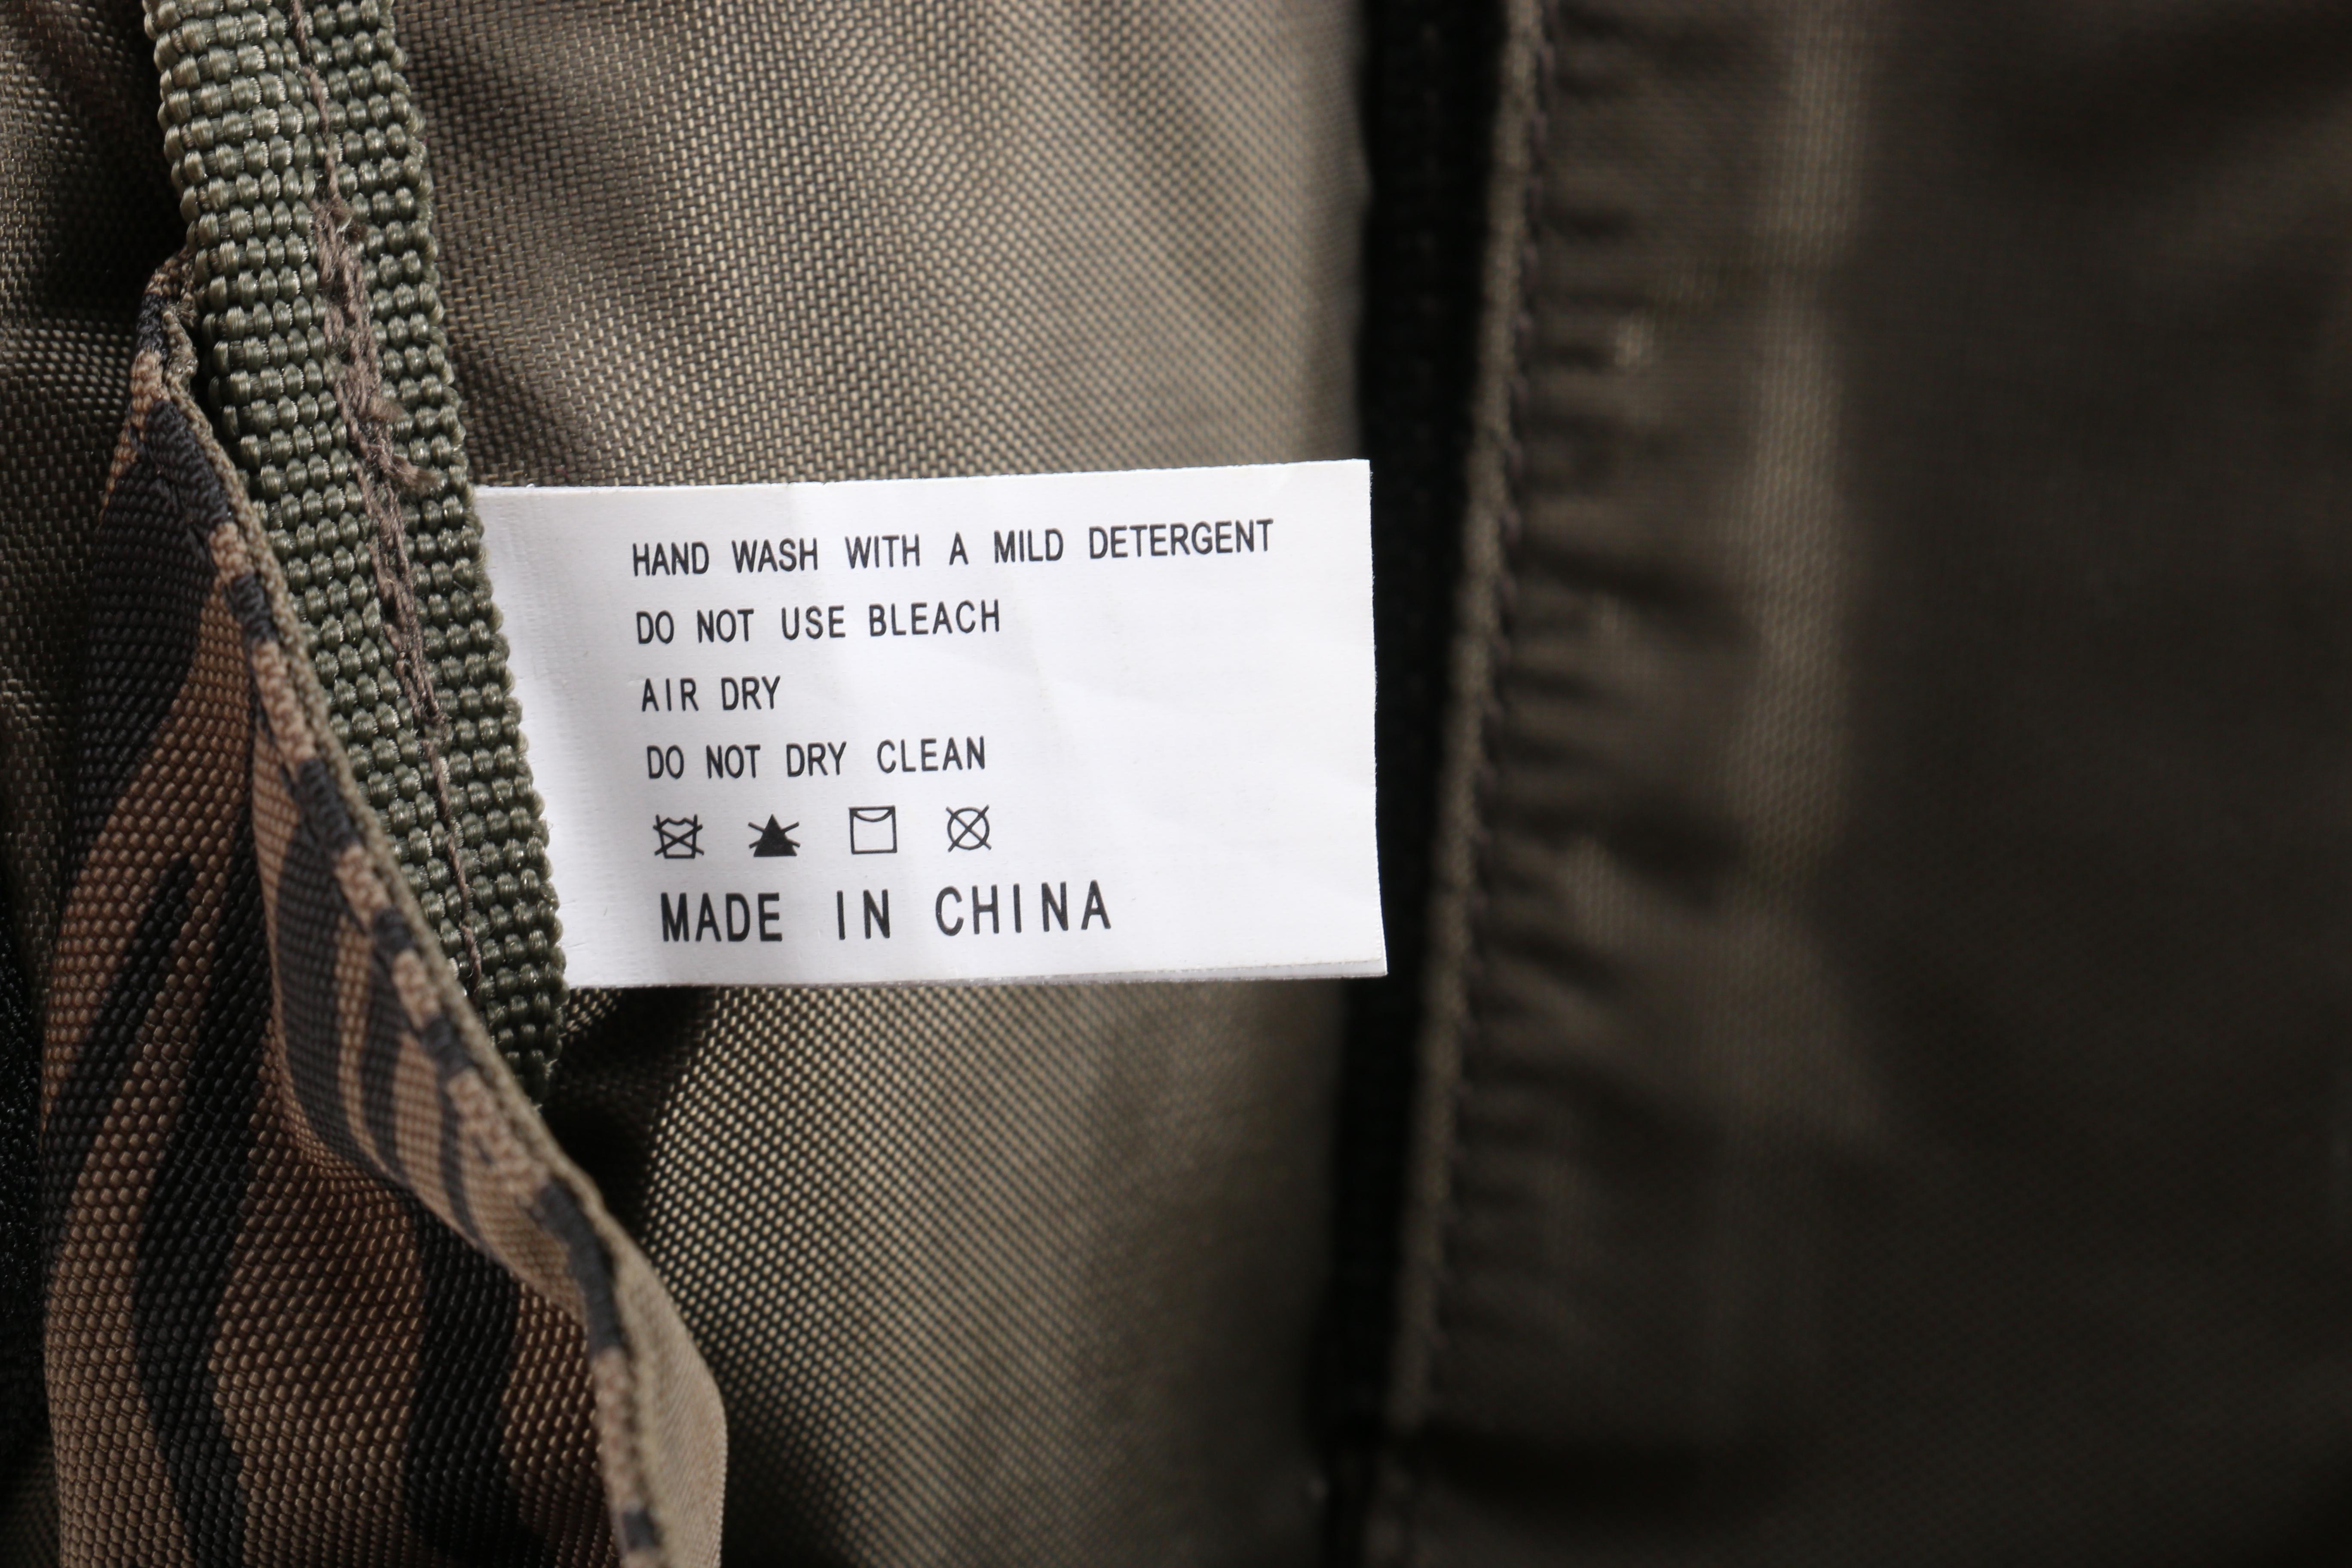 HAND WASH WITH A MILD DETERGENT
DO NOT USE BLEACH
AIR DRY
DO NOT DRY CLEAN
MADE IN CHINA